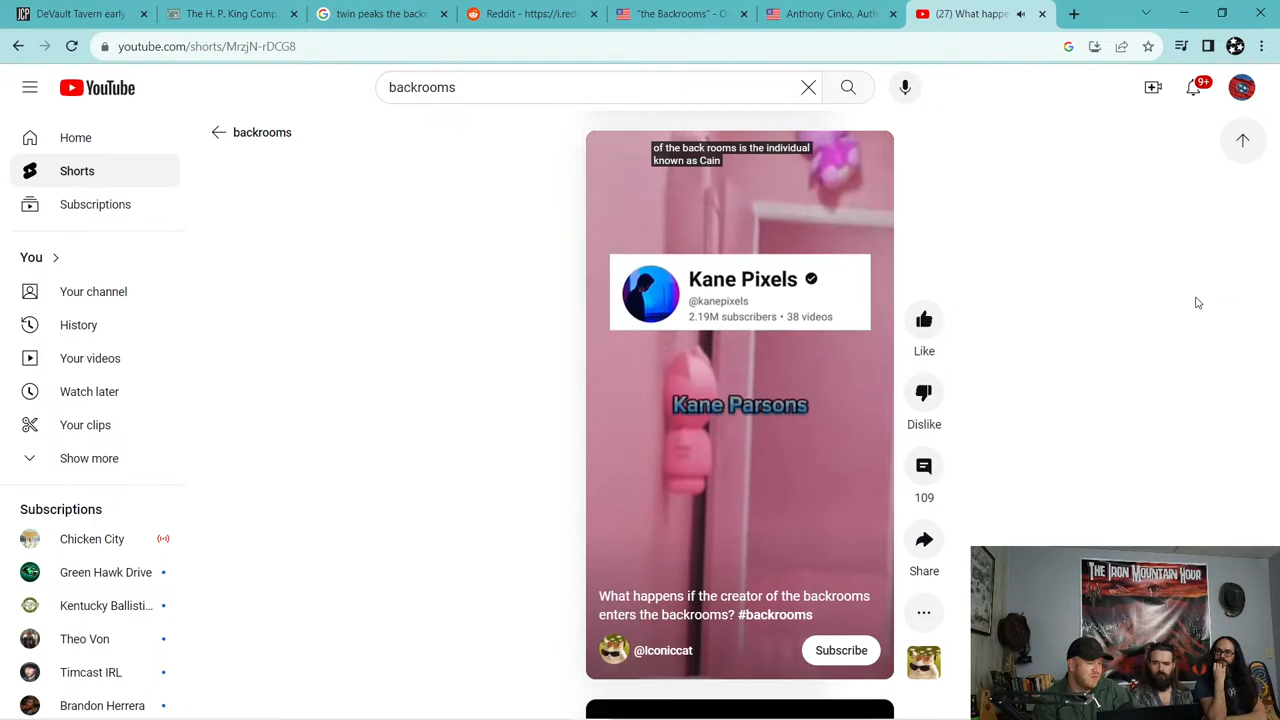 DeVault Tavern early
The H. P. King Comp
twin peaks the backr
Reddit - https://i.redd
"the Backrooms" - On
Anthony Cinko, Auth
(27) What happe
youtube.com/shorts/MrzjN-rDCG8
YouTube
backrooms
9+
Home
Shorts
Subscriptions
You
Your channel
History
Your videos
Watch later
Your clips
Show more
Subscriptions
Chicken City
Green Hawk Drive
Kentucky Ballisti...
Theo Von
Timcast IRL
Brandon Herrera
backrooms
of the back rooms is the individual
known as Cain
Kane Pixels
@kanepixels
2.19M subscribers • 38 videos
Kane Parsons
What happens if the creator of the backrooms
enters the backrooms? #backrooms
@Iconiccat
Subscribe
Like
Dislike
109
Share
THE IRON MOUNTAIN HOUR